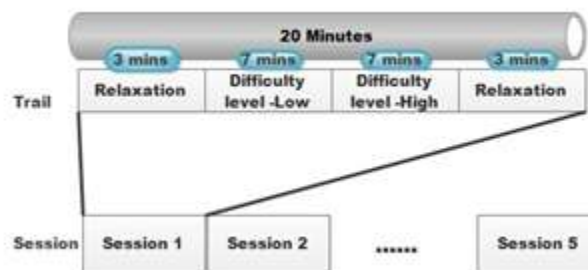 20 Minutes
3 mins 7 mins 7 mins 3 mins
Trail Relaxation Difficulty level -Low Difficulty level -High Relaxation
Session Session 1 Session 2 ...... Session 5